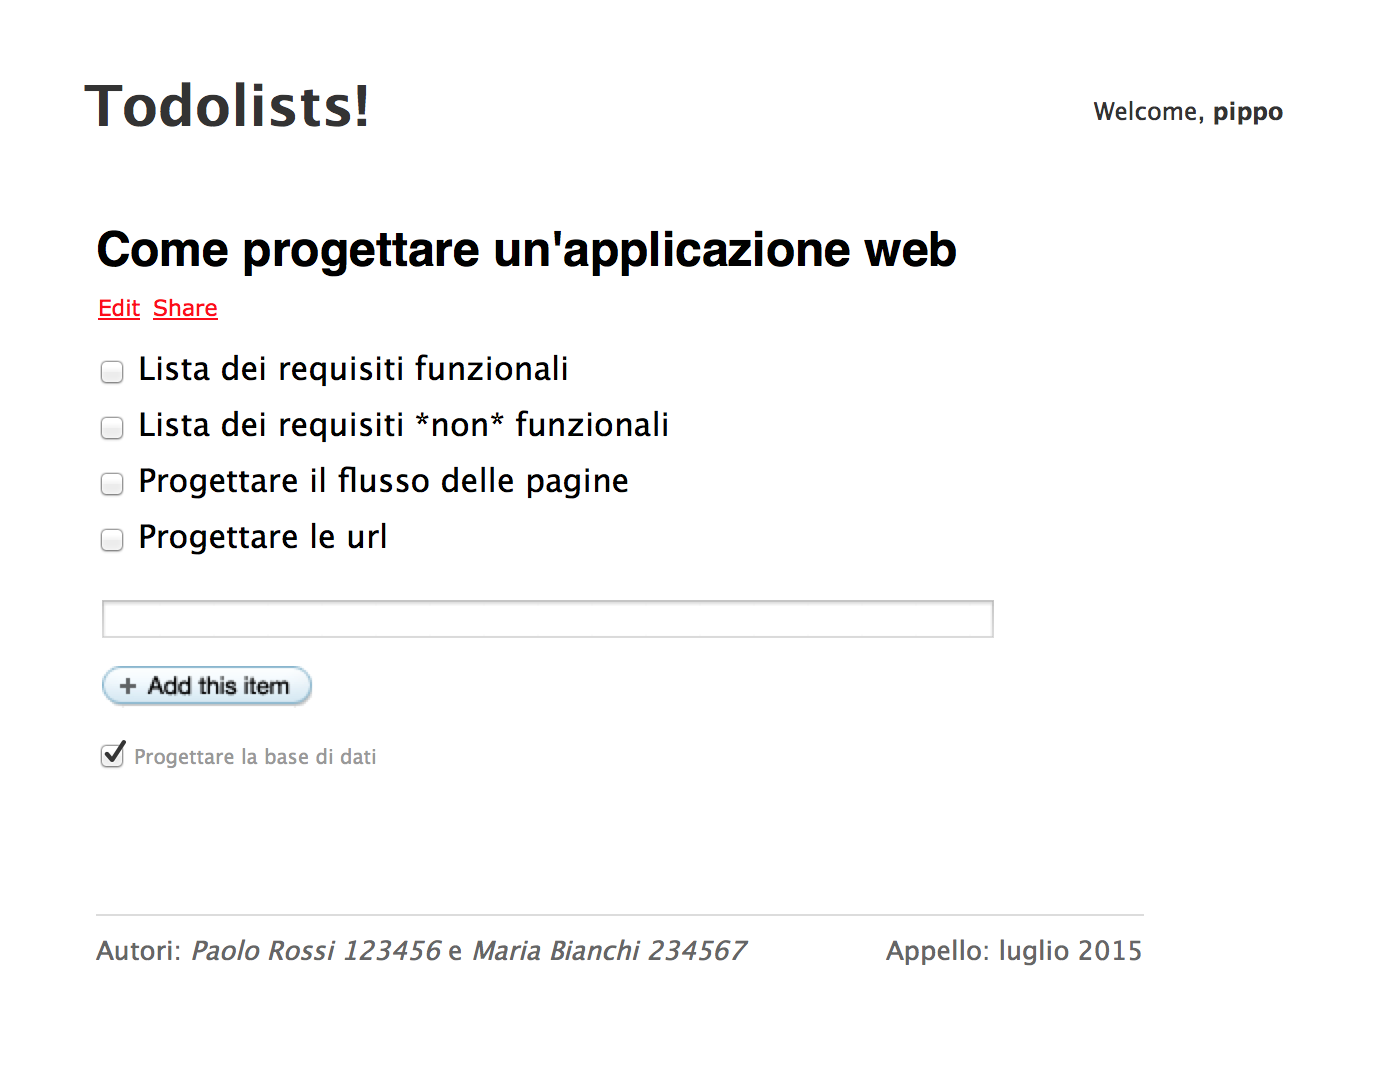 Todolists!
Welcome, pippo
Come progettare un'applicazione web
Edit Share
Lista dei requisiti funzionali
Lista dei requisiti *non* funzionali
Progettare il flusso delle pagine
Progettare le url
+ Add this item
Progettare la base di dati
Autori: Paolo Rossi 123456 e Maria Bianchi 234567
Appello: luglio 2015